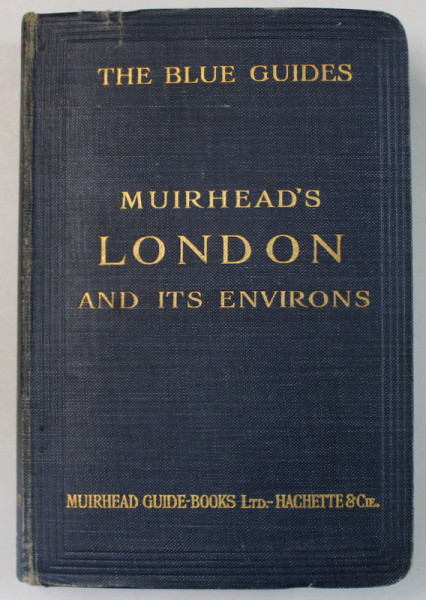 THE BLUE GUIDES
MUIRHEAD'S
LONDON
AND ITS ENVIRONS
MUIRHEAD GUIDE-BOOKS LTD.-HACHETTE & CIE.